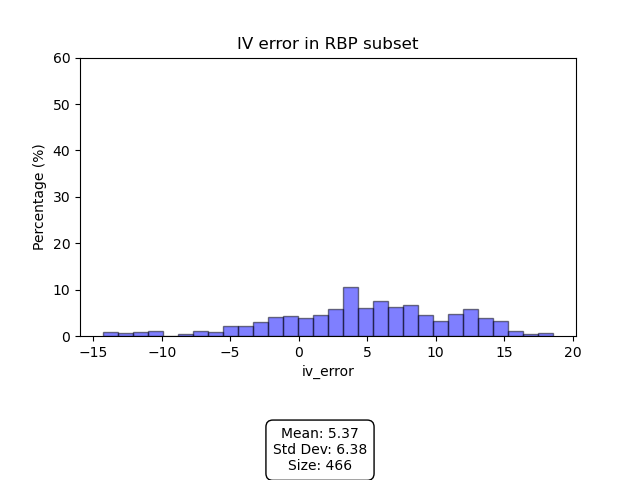 IV error in RBP subset
60
50
40
30
20
10
0
Percentage (%)
−15 −10 −5 0 5 10 15 20
iv_error
Mean: 5.37
Std Dev: 6.38
Size: 466